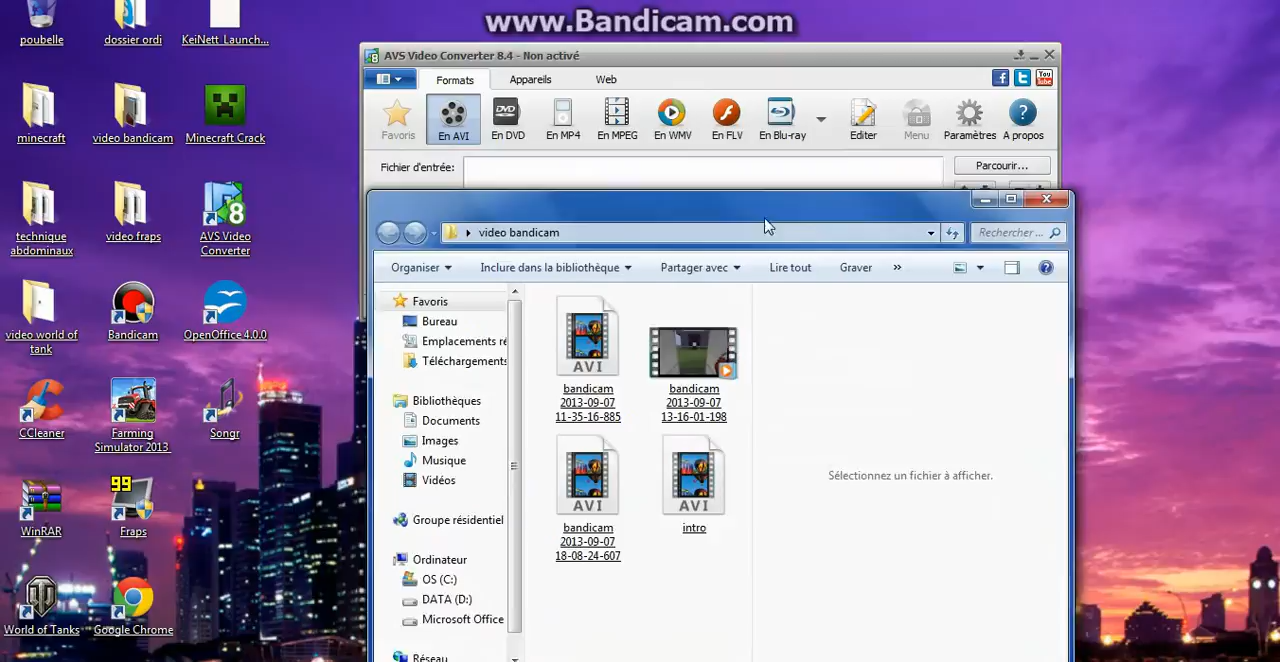 www.Bandicam.com
poubelle
dossier ordi
KeiNett_Launch...
minecraft
video bandicam
Minecraft Crack
technique
abdominaux
video fraps
AVS Video
Converter
video world of
tank
Bandicam
OpenOffice 4.0.0
CCleaner
Farming
Simulator 2013
Songr
WinRAR
99
Fraps
World of Tanks
Google Chrome
AVS Video Converter 8.4 - Non activé
Formats
Appareils
Web
Favoris
En AVI
DVD
En DVD
En MP4
En MPEG
En WMV
En FLV
En Blu-ray
Editer
Menu
Paramètres
A propos
Fichier d'entrée:
Parcourir...
video bandicam
Rechercher ...
Organiser
Inclure dans la bibliothèque
Partager avec
Lire tout
Graver
»
Favoris
Bureau
Emplacements ré
Téléchargements
Bibliothèques
Documents
Images
Musique
Vidéos
Groupe résidentiel
Ordinateur
OS (C:)
DATA (D:)
Microsoft Office
Réseau
AVI
bandicam
2013-09-07
11-35-16-885
bandicam
2013-09-07
13-16-01-198
AVI
bandicam
2013-09-07
18-08-24-607
AVI
intro
Sélectionnez un fichier à afficher.